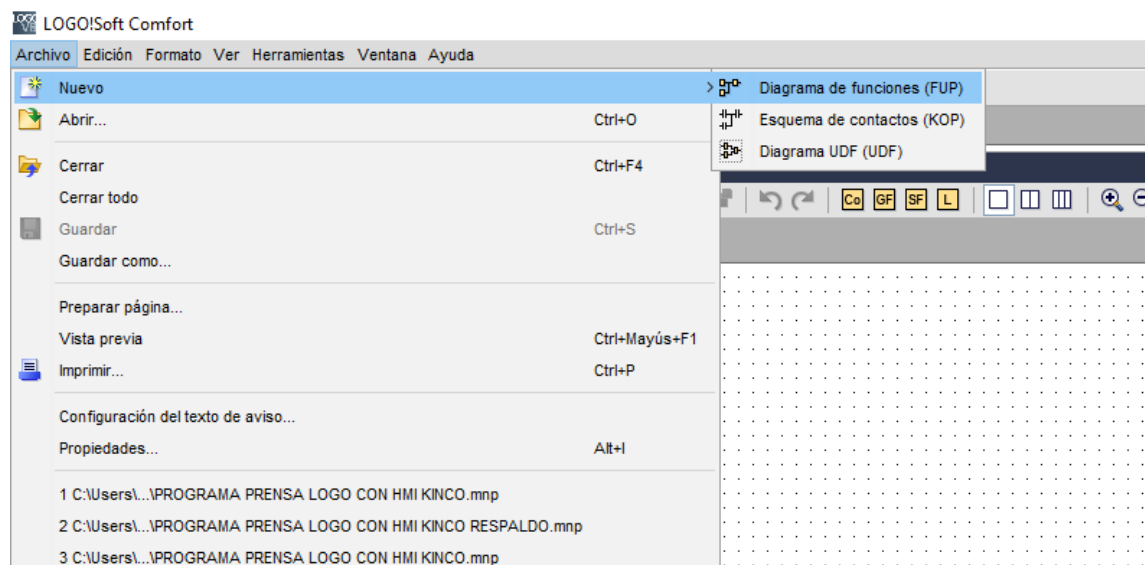 LOGO!Soft Comfort
Archivo Edición Formato Ver Herramientas Ventana Ayuda
Nuevo > Diagrama de funciones (FUP)
Abrir... Ctrl+O Esquema de contactos (KOP)
Diagrama UDF (UDF)
Cerrar Ctrl+F4
Cerrar todo
Co GF SF L
Guardar Ctrl+S
Guardar como...
Preparar página...
Vista previa Ctrl+Mayús+F1
Imprimir... Ctrl+P
Configuración del texto de aviso...
Propiedades... Alt+I
1 C:\Users\...\PROGRAMA PRENSA LOGO CON HMI KINCO.mnp
2 C:\Users\...\PROGRAMA PRENSA LOGO CON HMI KINCO RESPALDO.mnp
3 C:\Users\...\PROGRAMA PRENSA LOGO CON HMI KINCO.mnp